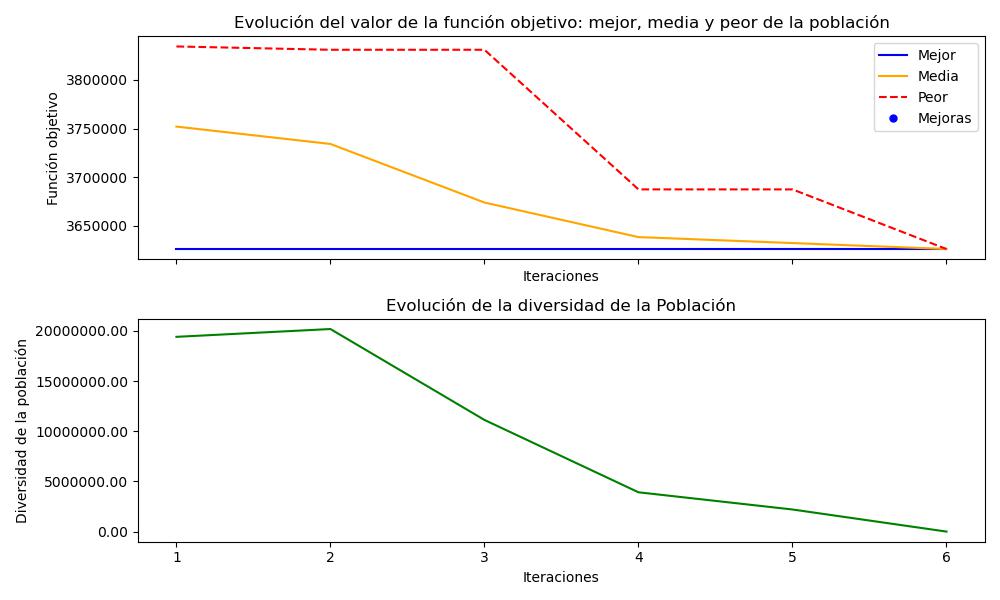 Evolución del valor de la función objetivo: mejor, media y peor de la población
Función objetivo
3800000
3750000
3700000
3650000
Mejor
Media
Peor
Mejoras
Iteraciones
Evolución de la diversidad de la Población
Diversidad de la población
20000000.00
15000000.00
10000000.00
5000000.00
0.00
1 2 3 4 5 6
Iteraciones